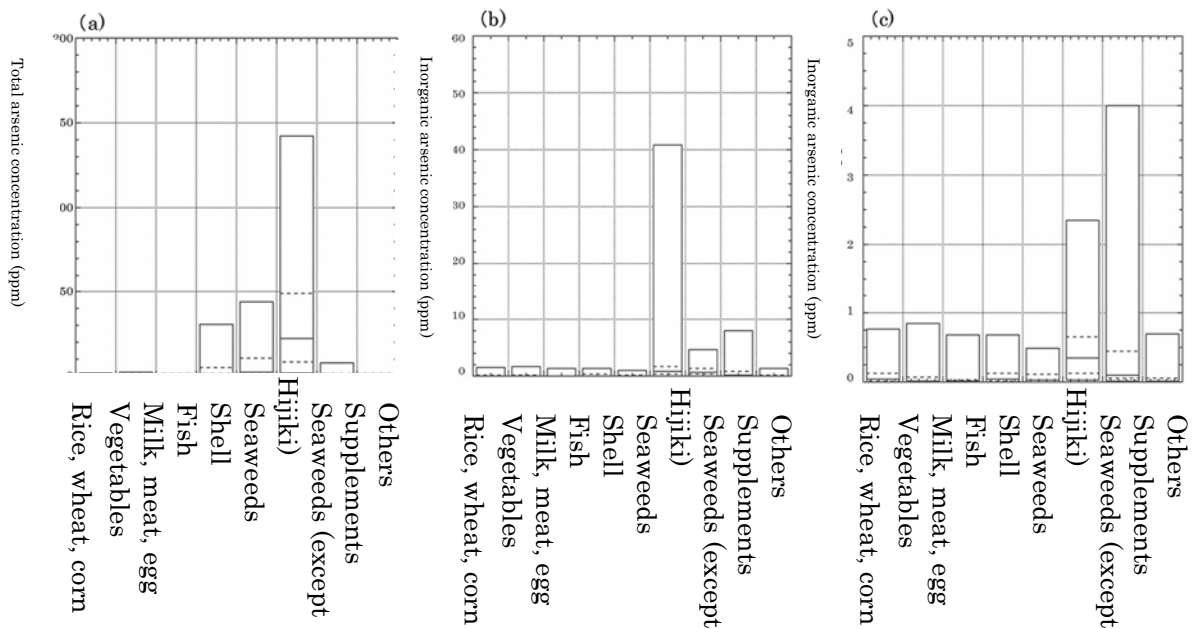 (a)
Total arsenic concentration (ppm)
200
50
00
50
Rice, wheat, corn
Vegetables
Milk, meat, egg
Fish
Shell
Seaweeds
Hijiki)
Seaweeds (except
Supplements
Others
(b)
Inorganic arsenic concentration (ppm)
60
50
40
30
20
10
0
Rice, wheat, corn
Vegetables
Milk, meat, egg
Fish
Shell
Seaweeds
Hijiki)
Seaweeds (except
Supplements
Others
(c)
Inorganic arsenic concentration (ppm)
5
4
3
2
1
0
Rice, wheat, corn
Vegetables
Milk, meat, egg
Fish
Shell
Seaweeds
Hijiki)
Seaweeds (except
Supplements
Others